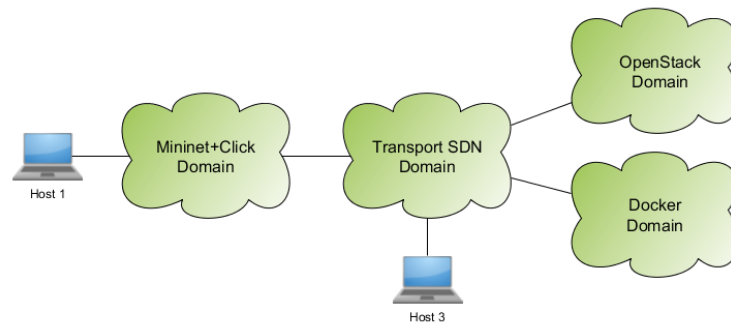 OpenStack
Domain
Mininet+Click
Domain
Transport SDN
Domain
Host 1
Docker
Domain
Host 3